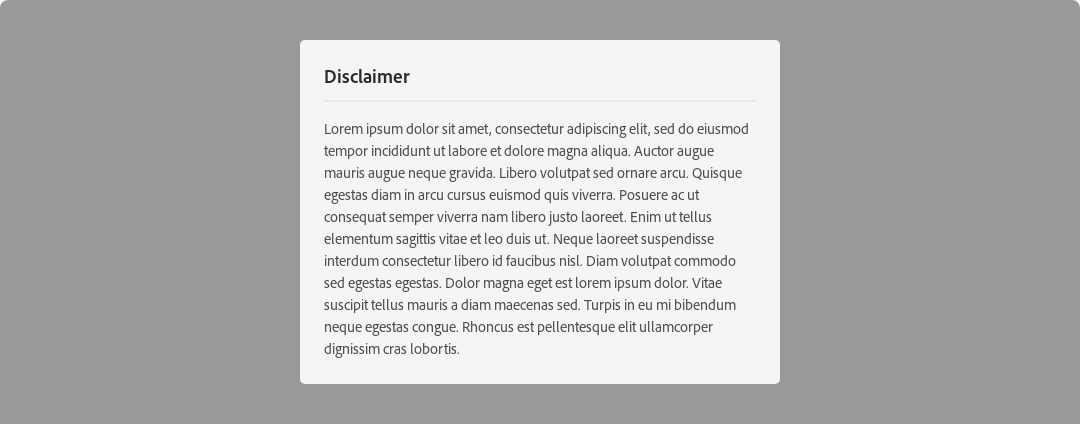 Disclaimer
Lorem ipsum dolor sit amet, consectetur adipiscing elit, sed do eiusmod
tempor incididunt ut labore et dolore magna aliqua. Auctor augue
mauris augue neque gravida. Libero volutpat sed ornare arcu. Quisque
egestas diam in arcu cursus euismod quis viverra. Posuere ac ut
consequat semper viverra nam libero justo laoreet. Enim ut tellus
elementum sagittis vitae et leo duis ut. Neque laoreet suspendisse
interdum consectetur libero id faucibus nisl. Diam volutpat commodo
sed egestas egestas. Dolor magna eget est lorem ipsum dolor. Vitae
suscipit tellus mauris a diam maecenas sed. Turpis in eu mi bibendum
neque egestas congue. Rhoncus est pellentesque elit ullamcorper
dignissim cras lobortis.